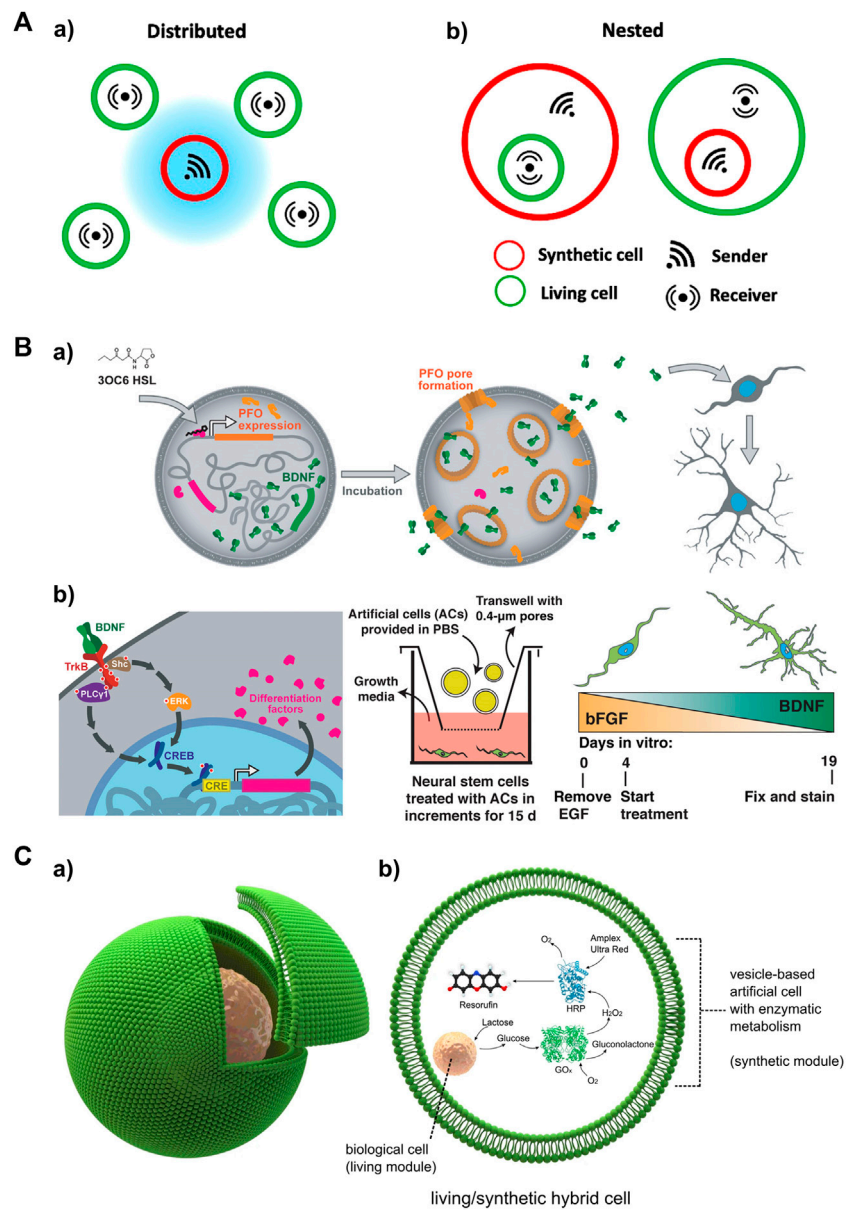 A
a)
Distributed
b)
Nested
Synthetic cell
Sender
Living cell
Receiver
B
a)
O
O
O
N
H
O
O
3OC6 HSL
PFO
expression
BDNF
Incubation
PFO pore
formation
b)
BDNF
TrkB
Shc
PLCγ1
ERK
CREB
CRE
Differentiation
factors
Artificial cells (ACs)
provided in PBS
Transwell with
0.4-μm pores
Growth
media
Neural stem cells
treated with ACs in
increments for 15 d
bFGF
BDNF
Days in vitro:
0
4
19
Remove
EGF
Start
treatment
Fix and stain
C
a)
b)
O2
Amplex
Ultra Red
Resorufin
HRP
H2O2
Lactose
Glucose
Gluconolactone
GOx
O2
biological cell
(living module)
vesicle-based
artificial cell
with enzymatic
metabolism
(synthetic module)
living/synthetic hybrid cell